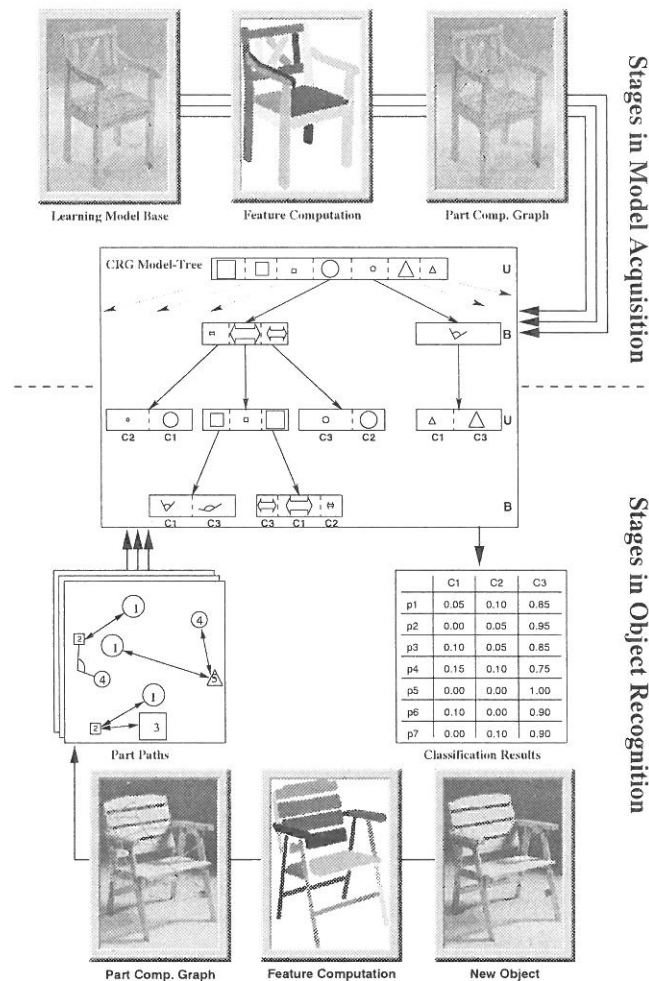 Stages in Model Acquisition
Learning Model Base Feature Computation Part Comp. Graph
CRG Model-Tree U
B
U
C2 C1 C3 C2 C1 C3
B
C1 C3 C3 C1 C2
Stages in Object Recognition
1
4
2
1
4
5
1
2
3
Part Paths
C1 C2 C3
p1 0.05 0.10 0.85
p2 0.00 0.05 0.95
p3 0.10 0.05 0.85
p4 0.15 0.10 0.75
p5 0.00 0.00 1.00
p6 0.10 0.00 0.90
p7 0.00 0.10 0.90
Classification Results
Part Comp. Graph Feature Computation New Object